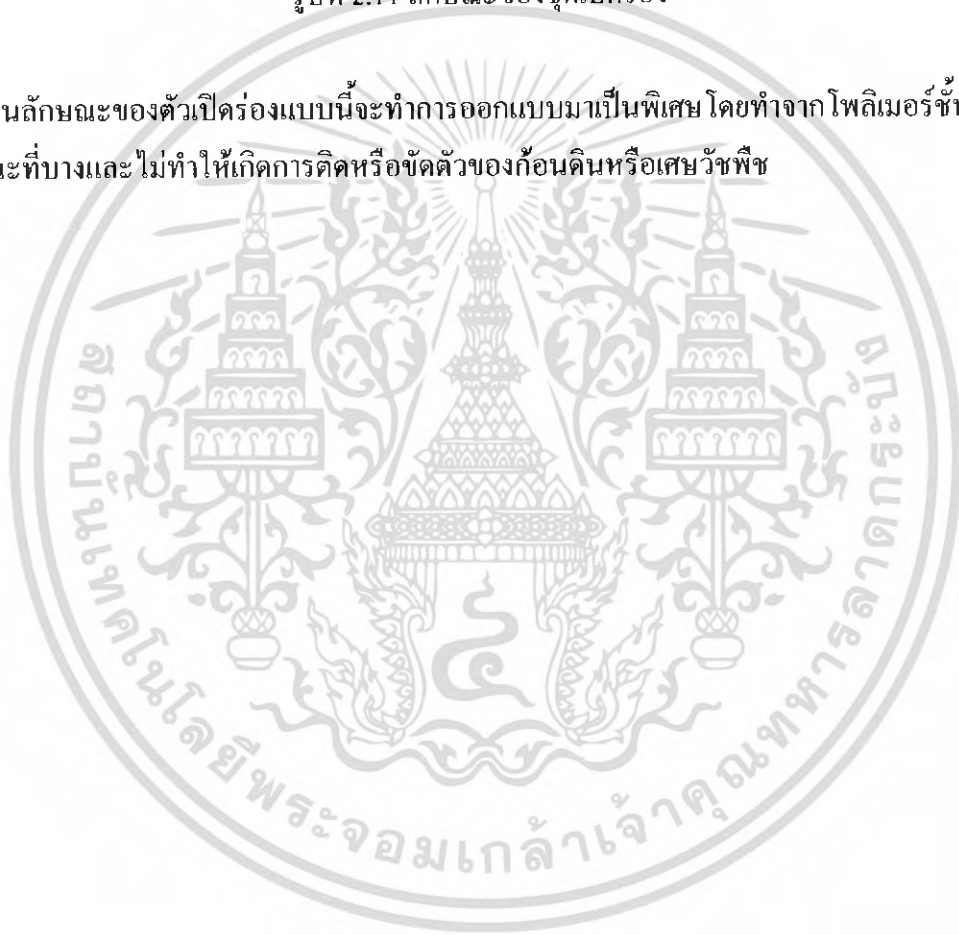 นลักษณะของตัวเปิดร่องแบบนี้จะทำการออกแบบมาเป็นพิเศษ โดยทำจากโพลิเมอร์
ะที่บางและไม่ทำให้เกิดการติดหรือขัดตัวของก้อนดินหรือเศษวัชพืช
สถาบันเทคโนโลยีพระจอมเกล้าเจ้าคุณทหารลาดกระบัง